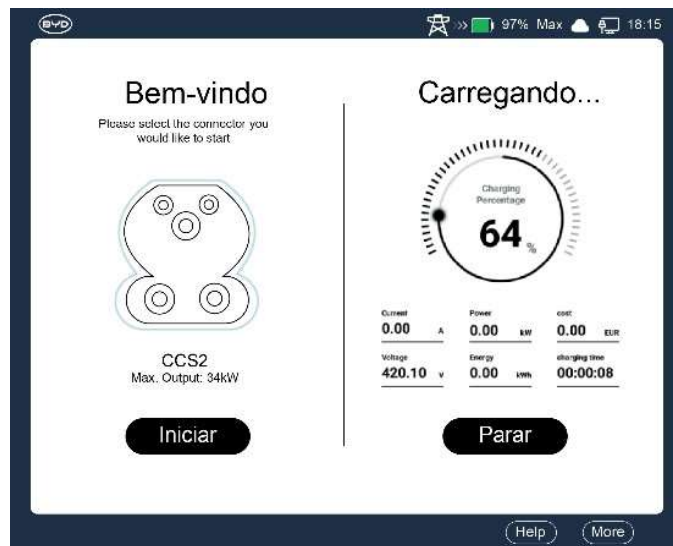 BYD
97% Max
18:15
Bem-vindo
Please select the connector you
would like to start
CCS2
Max. Output: 34kW
Iniciar
Carregando...
Charging
Percentage
64 %
Current
Power
cost
0.00 A
0.00 kW
0.00 EUR
Voltage
Energy
charging time
420.10 v
0.00 kWh
00:00:08
Parar
Help
More